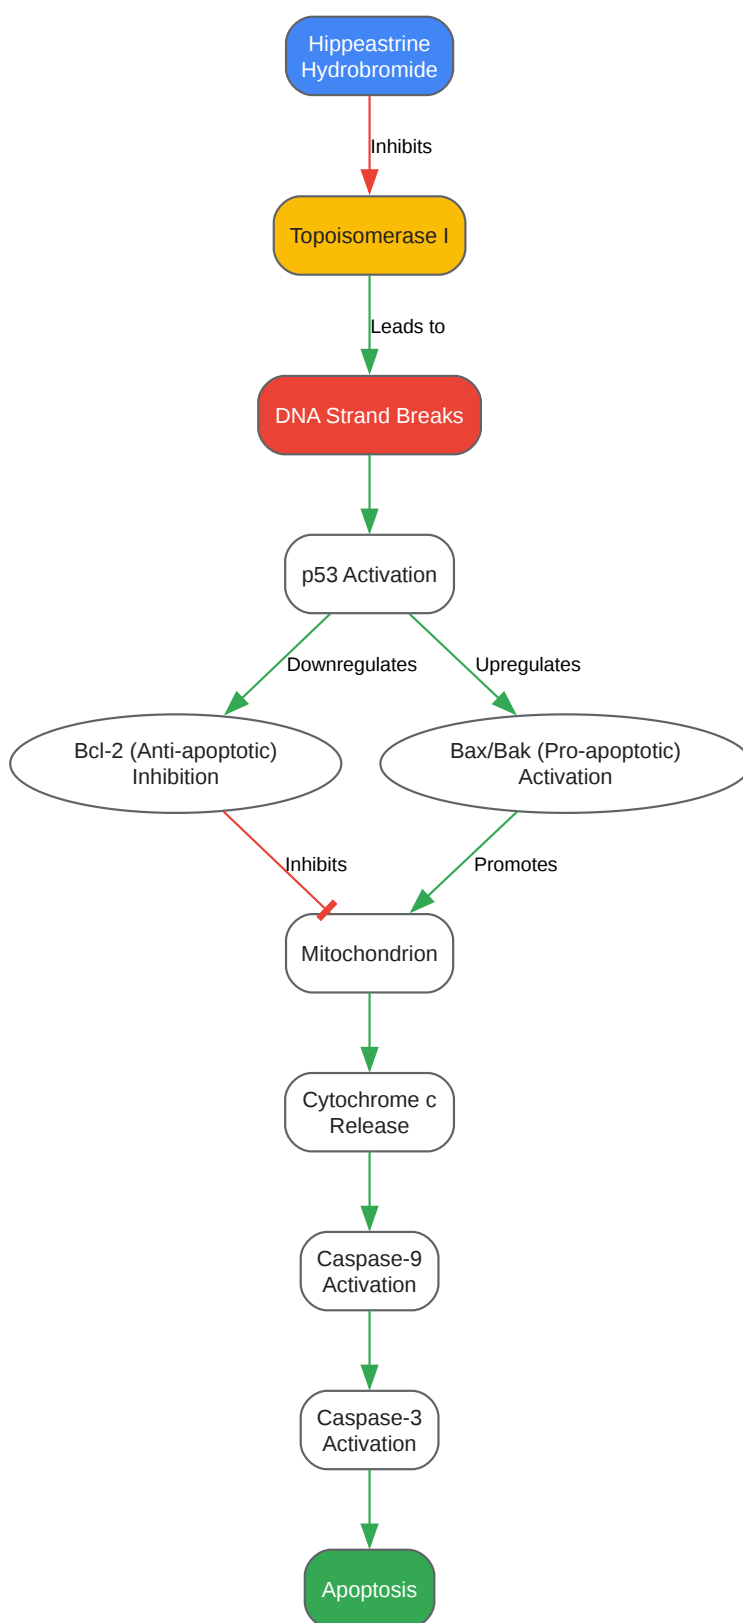 Hippeastrine
Hydrobromide
Inhibits
Topoisomerase I
Leads to
DNA Strand Breaks
p53 Activation
Downregulates
Upregulates
Bcl-2 (Anti-apoptotic)
Inhibition
Bax/Bak (Pro-apoptotic)
Activation
Inhibits
Promotes
Mitochondrion
Cytochrome c
Release
Caspase-9
Activation
Caspase-3
Activation
Apoptosis